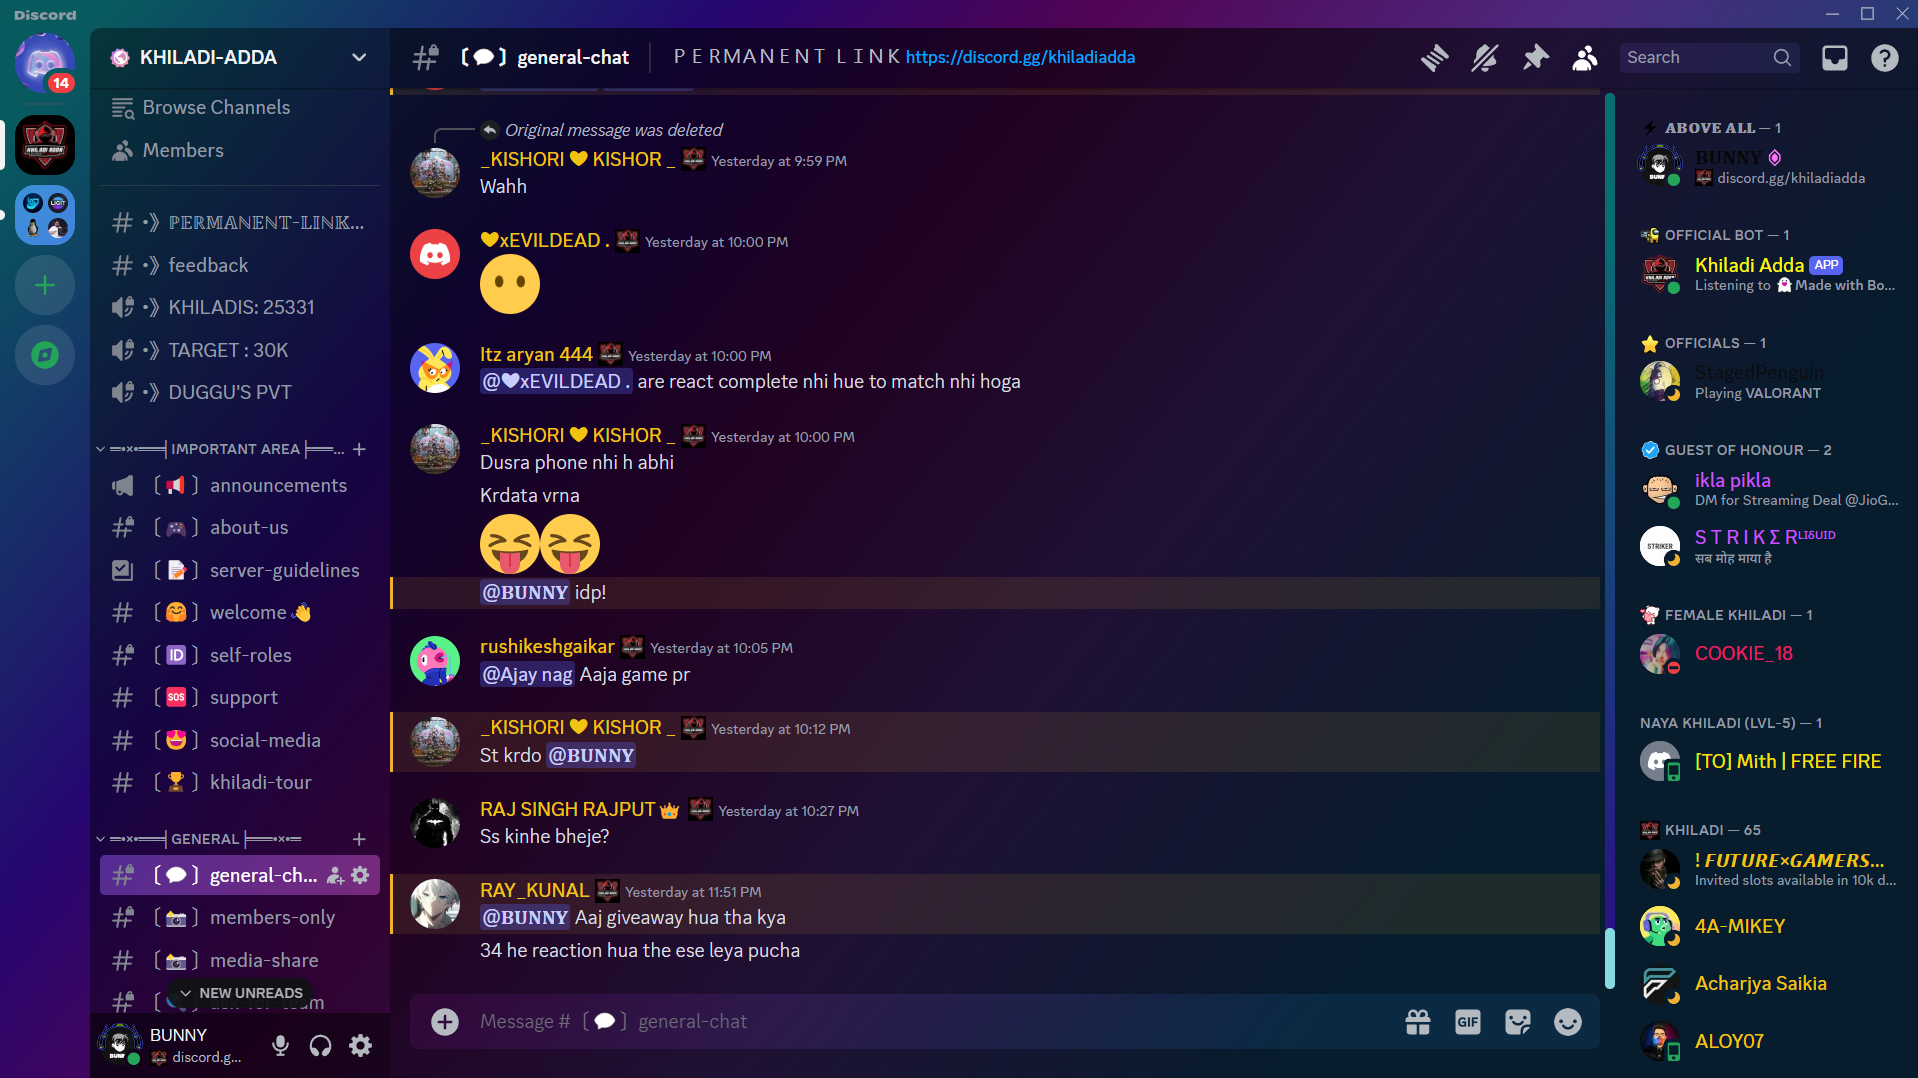 Discord
14
KHILADI-ADDA
Browse Channels
Members
•》 ℙ𝔼ℝ𝕄𝔸ℕ𝔼ℕ𝕋-𝕃𝕀ℕ𝕂...
•》 feedback
•》 KHILADIS: 25331
•》 TARGET : 30K
•》 DUGGU'S PVT
═•×•══╡IMPORTANT AREA╞══...
〔📢〕announcements
〔🎮〕about-us
〔📝〕server-guidelines
〔🤗〕welcome👋
〔🆔〕self-roles
〔🆘〕support
〔🤩〕social-media
〔🏆〕khiladi-tour
═•×•══╡GENERAL╞══•×•═
〔💬〕general-ch...
〔📸〕members-only
〔📸〕media-share
NEW UNREADS
BUNNY
discord.g...
〔💬〕general-chat
P E R M A N E N T L I N K https://discord.gg/khiladiadda
Search
Original message was deleted
_KISHORI 💛 KISHOR _ Yesterday at 9:59 PM
Wahh
💛xEVILDEAD . Yesterday at 10:00 PM
Itz aryan 444 Yesterday at 10:00 PM
@🤍xEVILDEAD . are react complete nhi hue to match nhi hoga
_KISHORI 💛 KISHOR _ Yesterday at 10:00 PM
Dusra phone nhi h abhi
Krdata vrna
@𝐁𝐔𝐍𝐍𝐘 idp!
rushikeshgaikar Yesterday at 10:05 PM
@Ajay nag Aaja game pr
_KISHORI 💛 KISHOR _ Yesterday at 10:12 PM
St krdo @𝐁𝐔𝐍𝐍𝐘
RAJ SINGH RAJPUT👑 Yesterday at 10:27 PM
Ss kinhe bheje?
RAY_KUNAL Yesterday at 11:51 PM
@𝐁𝐔𝐍𝐍𝐘 Aaj giveaway hua tha kya
34 he reaction hua the ese leya pucha
Message #〔💬〕general-chat
GIF
𝐀𝐁𝐎𝐕𝐄 𝐀𝐋𝐋 — 1
𝐁𝐔𝐍𝐍𝐘
discord.gg/khiladiadda
OFFICIAL BOT — 1
Khiladi Adda APP
Listening to 👻 Made with Bo...
OFFICIALS — 1
StagedPenguin
Playing VALORANT
GUEST OF HONOUR — 2
ikla pikla
DM for Streaming Deal @JioG...
STRIKER
S T R I K Σ Rᴸᴵᵟᵁᴵᴰ
सब मोह माया है
FEMALE KHILADI — 1
COOKIE_18
NAYA KHILADI (LVL-5) — 1
[TO] Mith | FREE FIRE
KHILADI — 65
! 𝙁𝙐𝙏𝙐𝙍𝙀×𝙂𝘼𝙈𝙀𝙍𝙎...
Invited slots available in 10k d...
4A-MIKEY
Acharjya Saikia
ALOY07